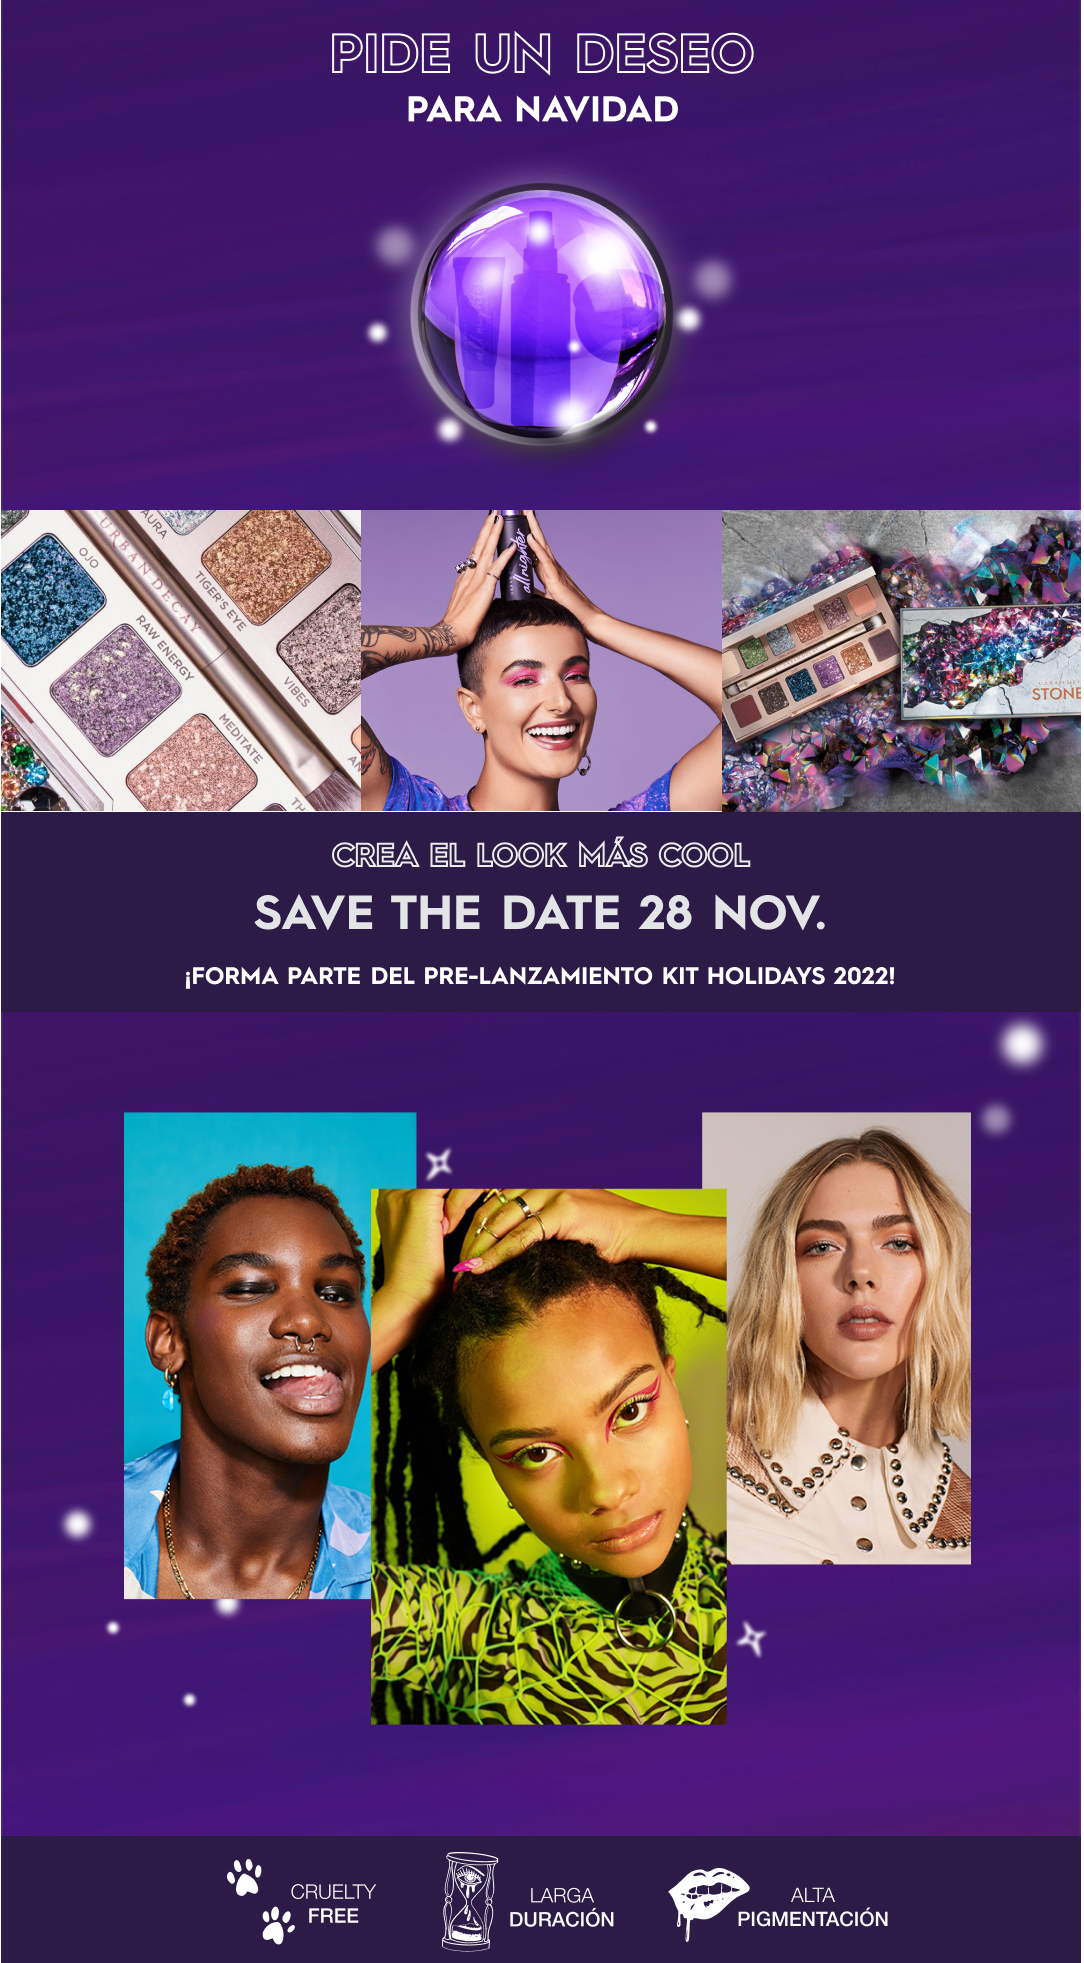 PIDE UN DESEO
PARA NAVIDAD
AURA
OUO
URBAN DECAY
TIGER'S EYE
RAW ENERGY
VIBES
MEDITATE
allnighter
STONE
CREA EL LOOK MÁS COOL
SAVE THE DATE 28 NOV.
¡FORMA PARTE DEL PRE-LANZAMIENTO KIT HOLIDAYS 2022!
CRUELTY
FREE
LARGA
DURACIÓN
ALTA
PIGMENTACIÓN